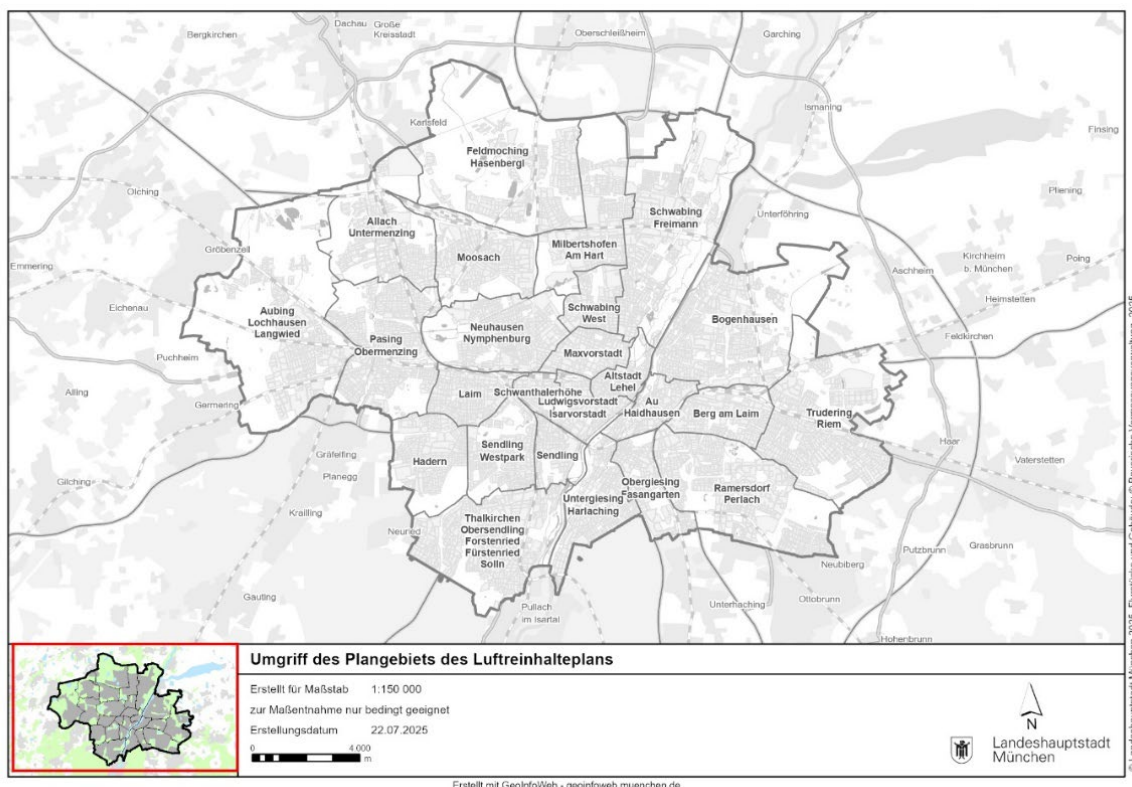 Dachau
Große
Kreisstadt
Oberschleißheim
Garching
Bergkirchen
Ismaning
Karlsfeld
Finsing
Feldmoching
Hasenbergl
Olching
Pliening
Schwabing
Freimann
Unterföhring
Allach
Untermenzing
Milbertshofen
Am Hart
Moosach
Gröbenzell
Kirchheim
b. München
Poing
Emmering
Aschheim
Heimstetten
Eichenau
Aubing
Lochhausen
Langwied
Schwabing
West
Bogenhausen
Neuhausen
Nymphenburg
Pasing
Obermenzing
Feldkirchen
Maxvorstadt
Puchheim
Altstadt
Lehel
Alling
Laim
Schwanthalerhöhe
Ludwigsvorstadt
Isarvorstadt
Au
Haidhausen
Berg am Laim
Trudering
Riem
Germering
Haar
Gräfelfing
Sendling
Westpark
Sendling
Hadern
Vaterstetten
Planegg
Gilching
Obergiesing
Fasangarten
Ramersdorf
Perlach
Untergiesing
Harlaching
Krailling
Thalkirchen
Obersendling
Forstenried
Fürstenried
Solln
Neuried
Grasbrunn
Putzbrunn
Neubiberg
Gauting
Ottobrunn
Pullach
im Isartal
Unterhaching
Hohenbrunn
Umgriff des Plangebiets des Luftreinhalteplans
Erstellt für Maßstab 1:150 000
zur Maßentnahme nur bedingt geeignet
Erstellungsdatum 22.07.2025
0 4.000
m
N
Landeshauptstadt
München
Erstellt mit GeoInfoWeb - geoinfoweb.muenchen.de